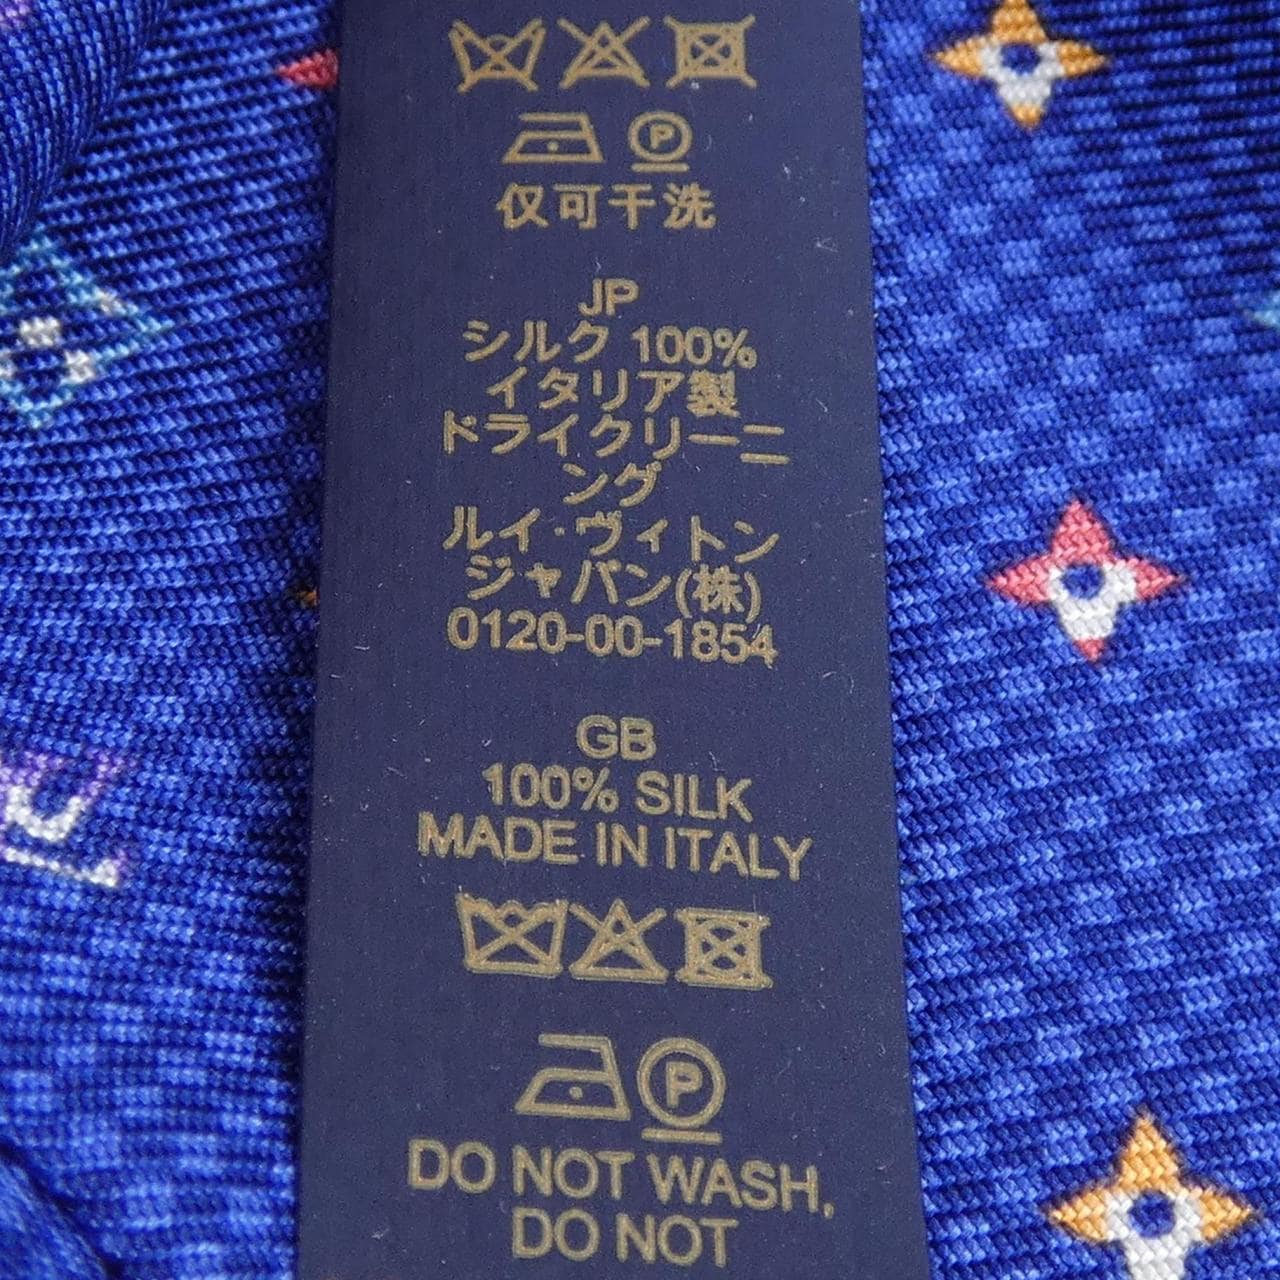 P
仅可干洗
JP
シルク 100%
イタリア製
ドライクリーニ
ング
ルイ·ヴィトン
ジャパン(株)
0120-00-1854
GB
100% SILK
MADE IN ITALY
P
DO NOT WASH,
DO NOT